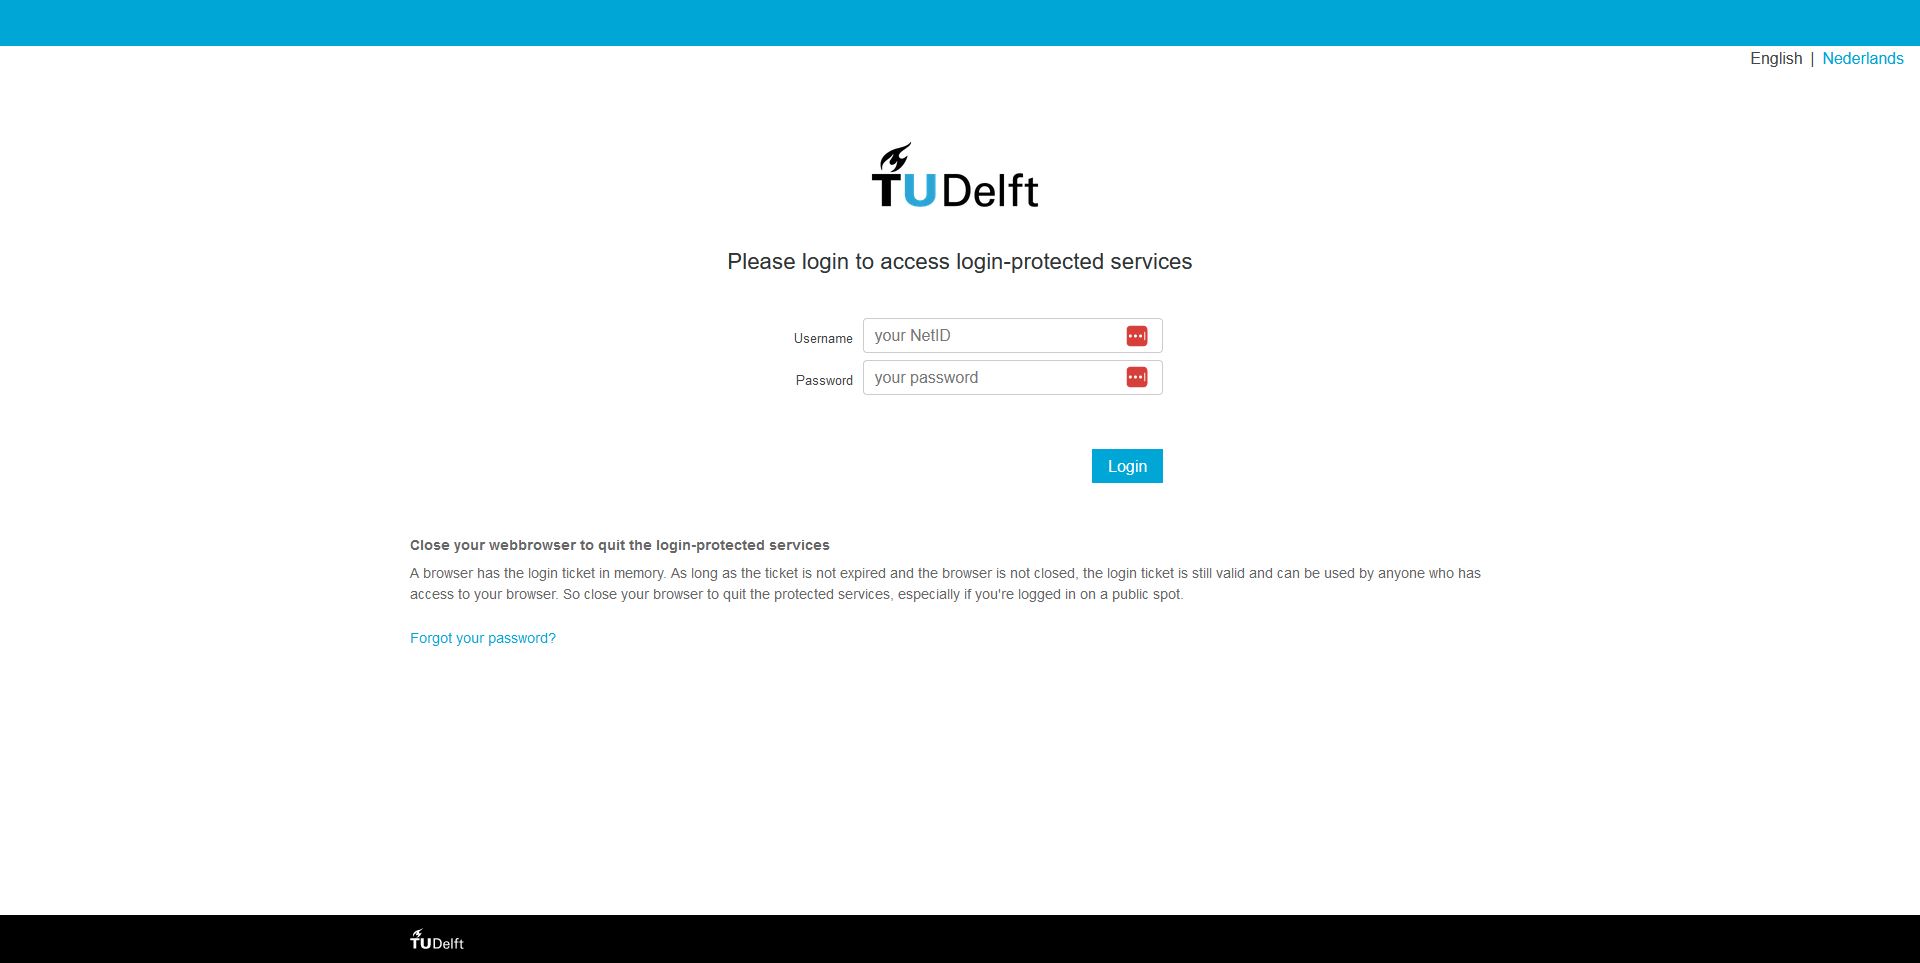 English | Nederlands
TU Delft
Please login to access login-protected services
Username your NetID
Password your password
Login
Close your webbrowser to quit the login-protected services
A browser has the login ticket in memory. As long as the ticket is not expired and the browser is not closed, the login ticket is still valid and can be used by anyone who has
access to your browser. So close your browser to quit the protected services, especially if you're logged in on a public spot.
Forgot your password?
TU Delft